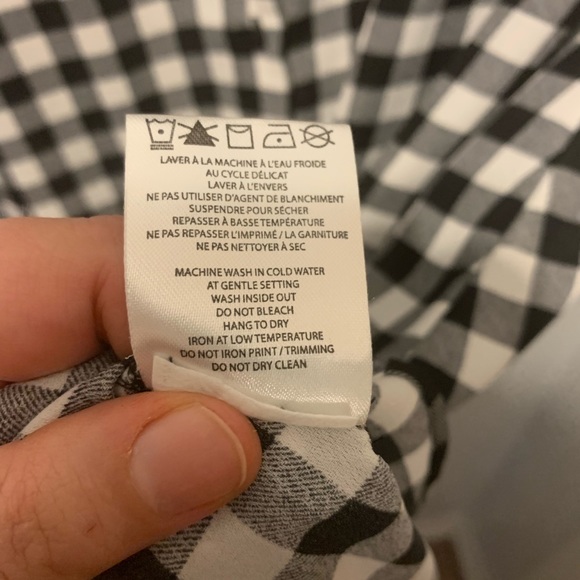 LAVER À LA MACHINE À L'EAU FROIDE
AU CYCLE DÉLICAT
LAVER À L'ENVERS
NE PAS UTILISER D'AGENT DE BLANCHIMENT
SUSPENDRE POUR SÉCHER
REPASSER À BASSE TEMPÉRATURE
NE PAS REPASSER L'IMPRIMÉ / LA GARNITURE
NE PAS NETTOYER À SEC
MACHINE WASH IN COLD WATER
AT GENTLE SETTING
WASH INSIDE OUT
DO NOT BLEACH
HANG TO DRY
IRON AT LOW TEMPERATURE
DO NOT IRON PRINT / TRIMMING
DO NOT DRY CLEAN